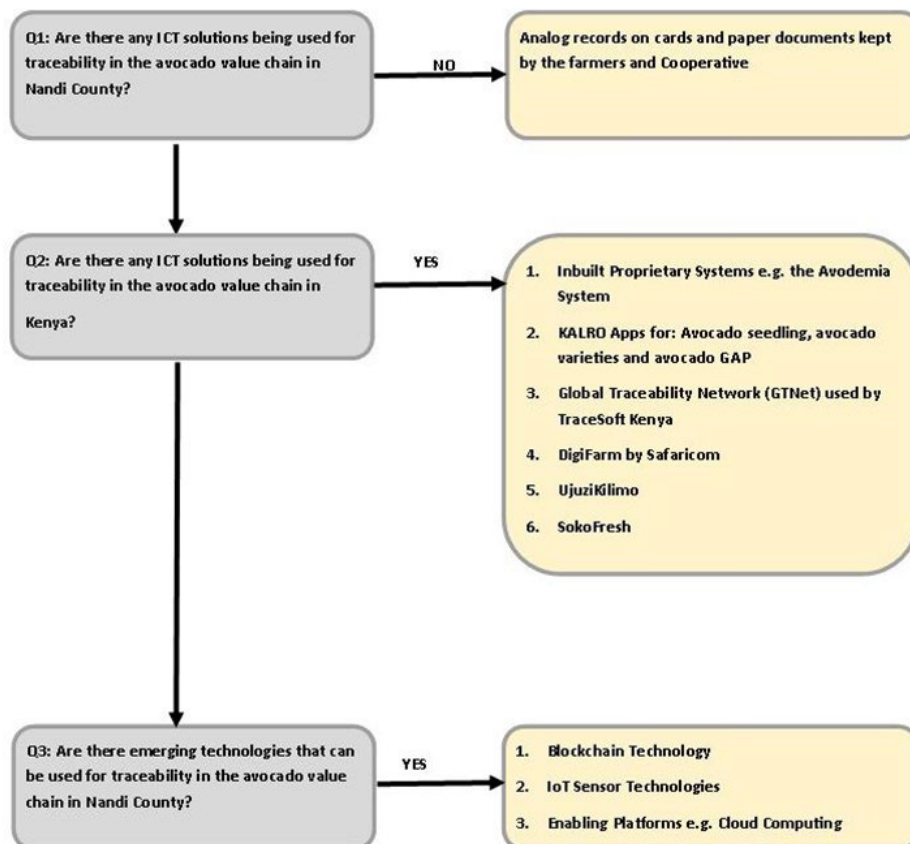 Q1: Are there any ICT solutions being used for
traceability in the avocado value chain in
Nandi County?
NO
Analog records on cards and paper documents kept
by the farmers and Cooperative
Q2: Are there any ICT solutions being used for
traceability in the avocado value chain in
Kenya?
YES
1. Inbuilt Proprietary Systems e.g. the Avodemia
System
2. KALRO Apps for: Avocado seedling, avocado
varieties and avocado GAP
3. Global Traceability Network (GTNet) used by
TraceSoft Kenya
4. DigiFarm by Safaricom
5. UjuziKilimo
6. SokoFresh
Q3: Are there emerging technologies that can
be used for traceability in the avocado value
chain in Nandi County?
YES
1. Blockchain Technology
2. IoT Sensor Technologies
3. Enabling Platforms e.g. Cloud Computing